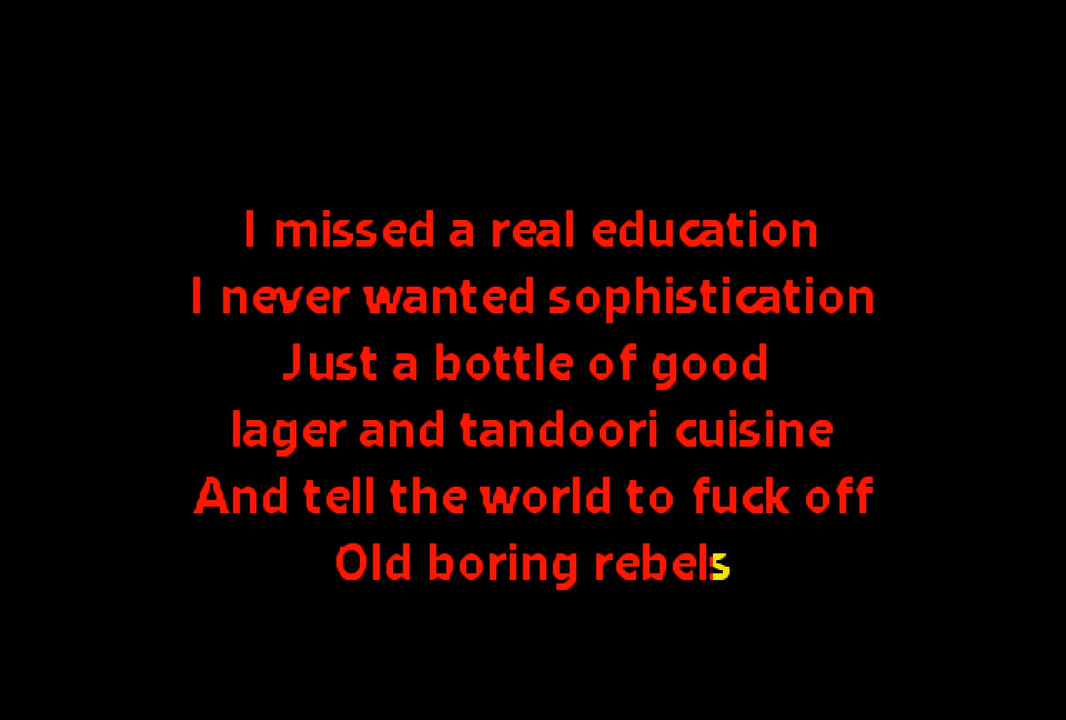 I missed a real education
I never wanted sophistication
Just a bottle of good
lager and tandoori cuisine
And tell the world to fuck off
Old boring rebels